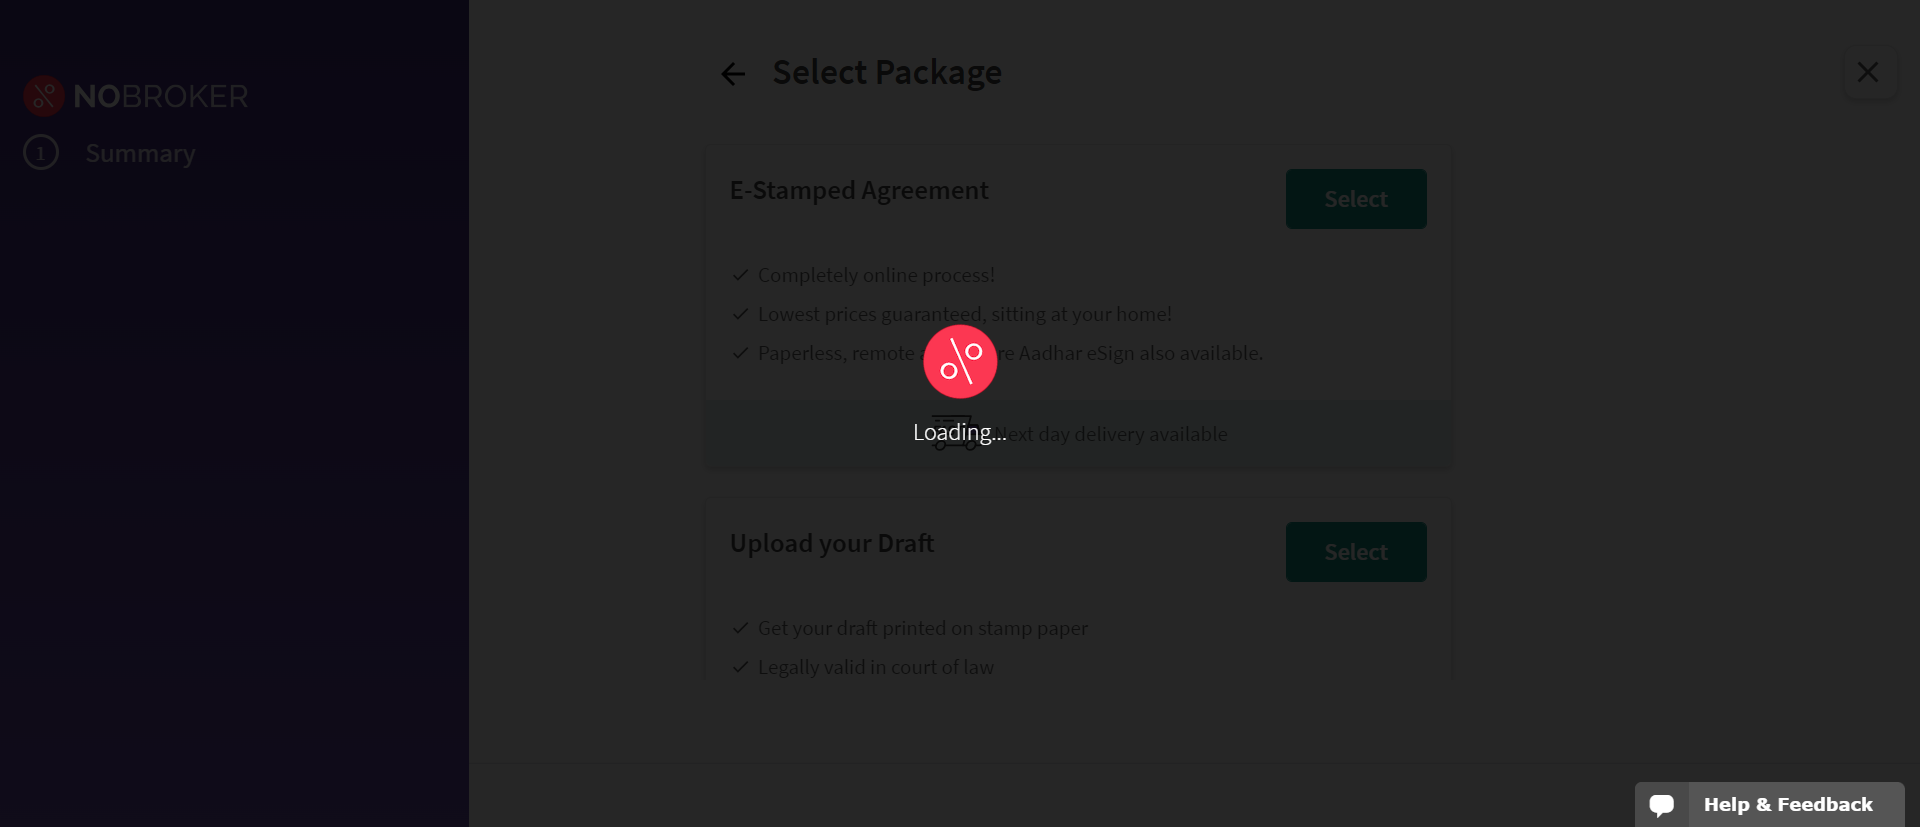 NOBROKER
1 Summary
Select Package
E-Stamped Agreement
Select
Completely online process!
Lowest prices guaranteed, sitting at your home!
Paperless, remote a re Aadhar eSign also available.
Loading...
Next day delivery available
Upload your Draft
Select
Get your draft printed on stamp paper
Legally valid in court of law
Help & Feedback